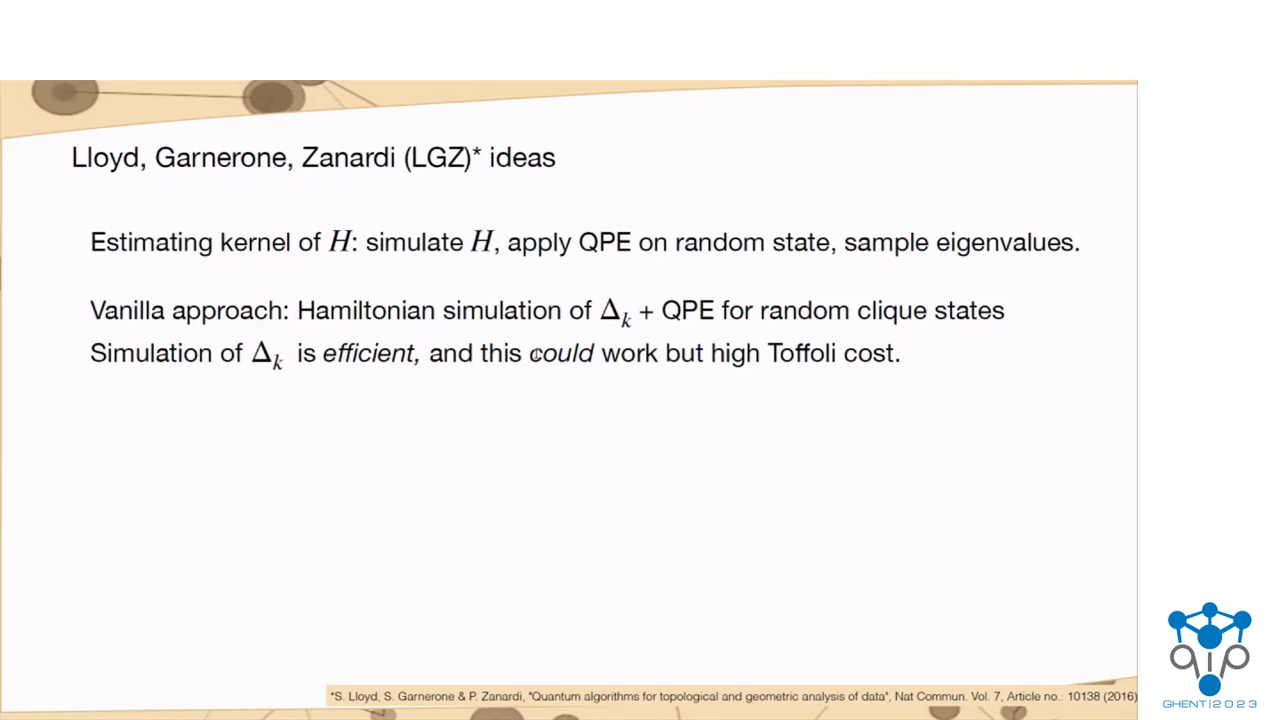 Lloyd, Garnerone, Zanardi (LGZ)* ideas
Estimating kernel of H: simulate H, apply QPE on random state, sample eigenvalues.
Vanilla approach: Hamiltonian simulation of Δk + QPE for random clique states
Simulation of Δk is efficient, and this could work but high Toffoli cost.
*S. Lloyd, S. Garnerone & P. Zanardi, "Quantum algorithms for topological and geometric analysis of data", Nat Commun. Vol. 7, Article no.: 10138 (2016)
qip
GHENT|2023